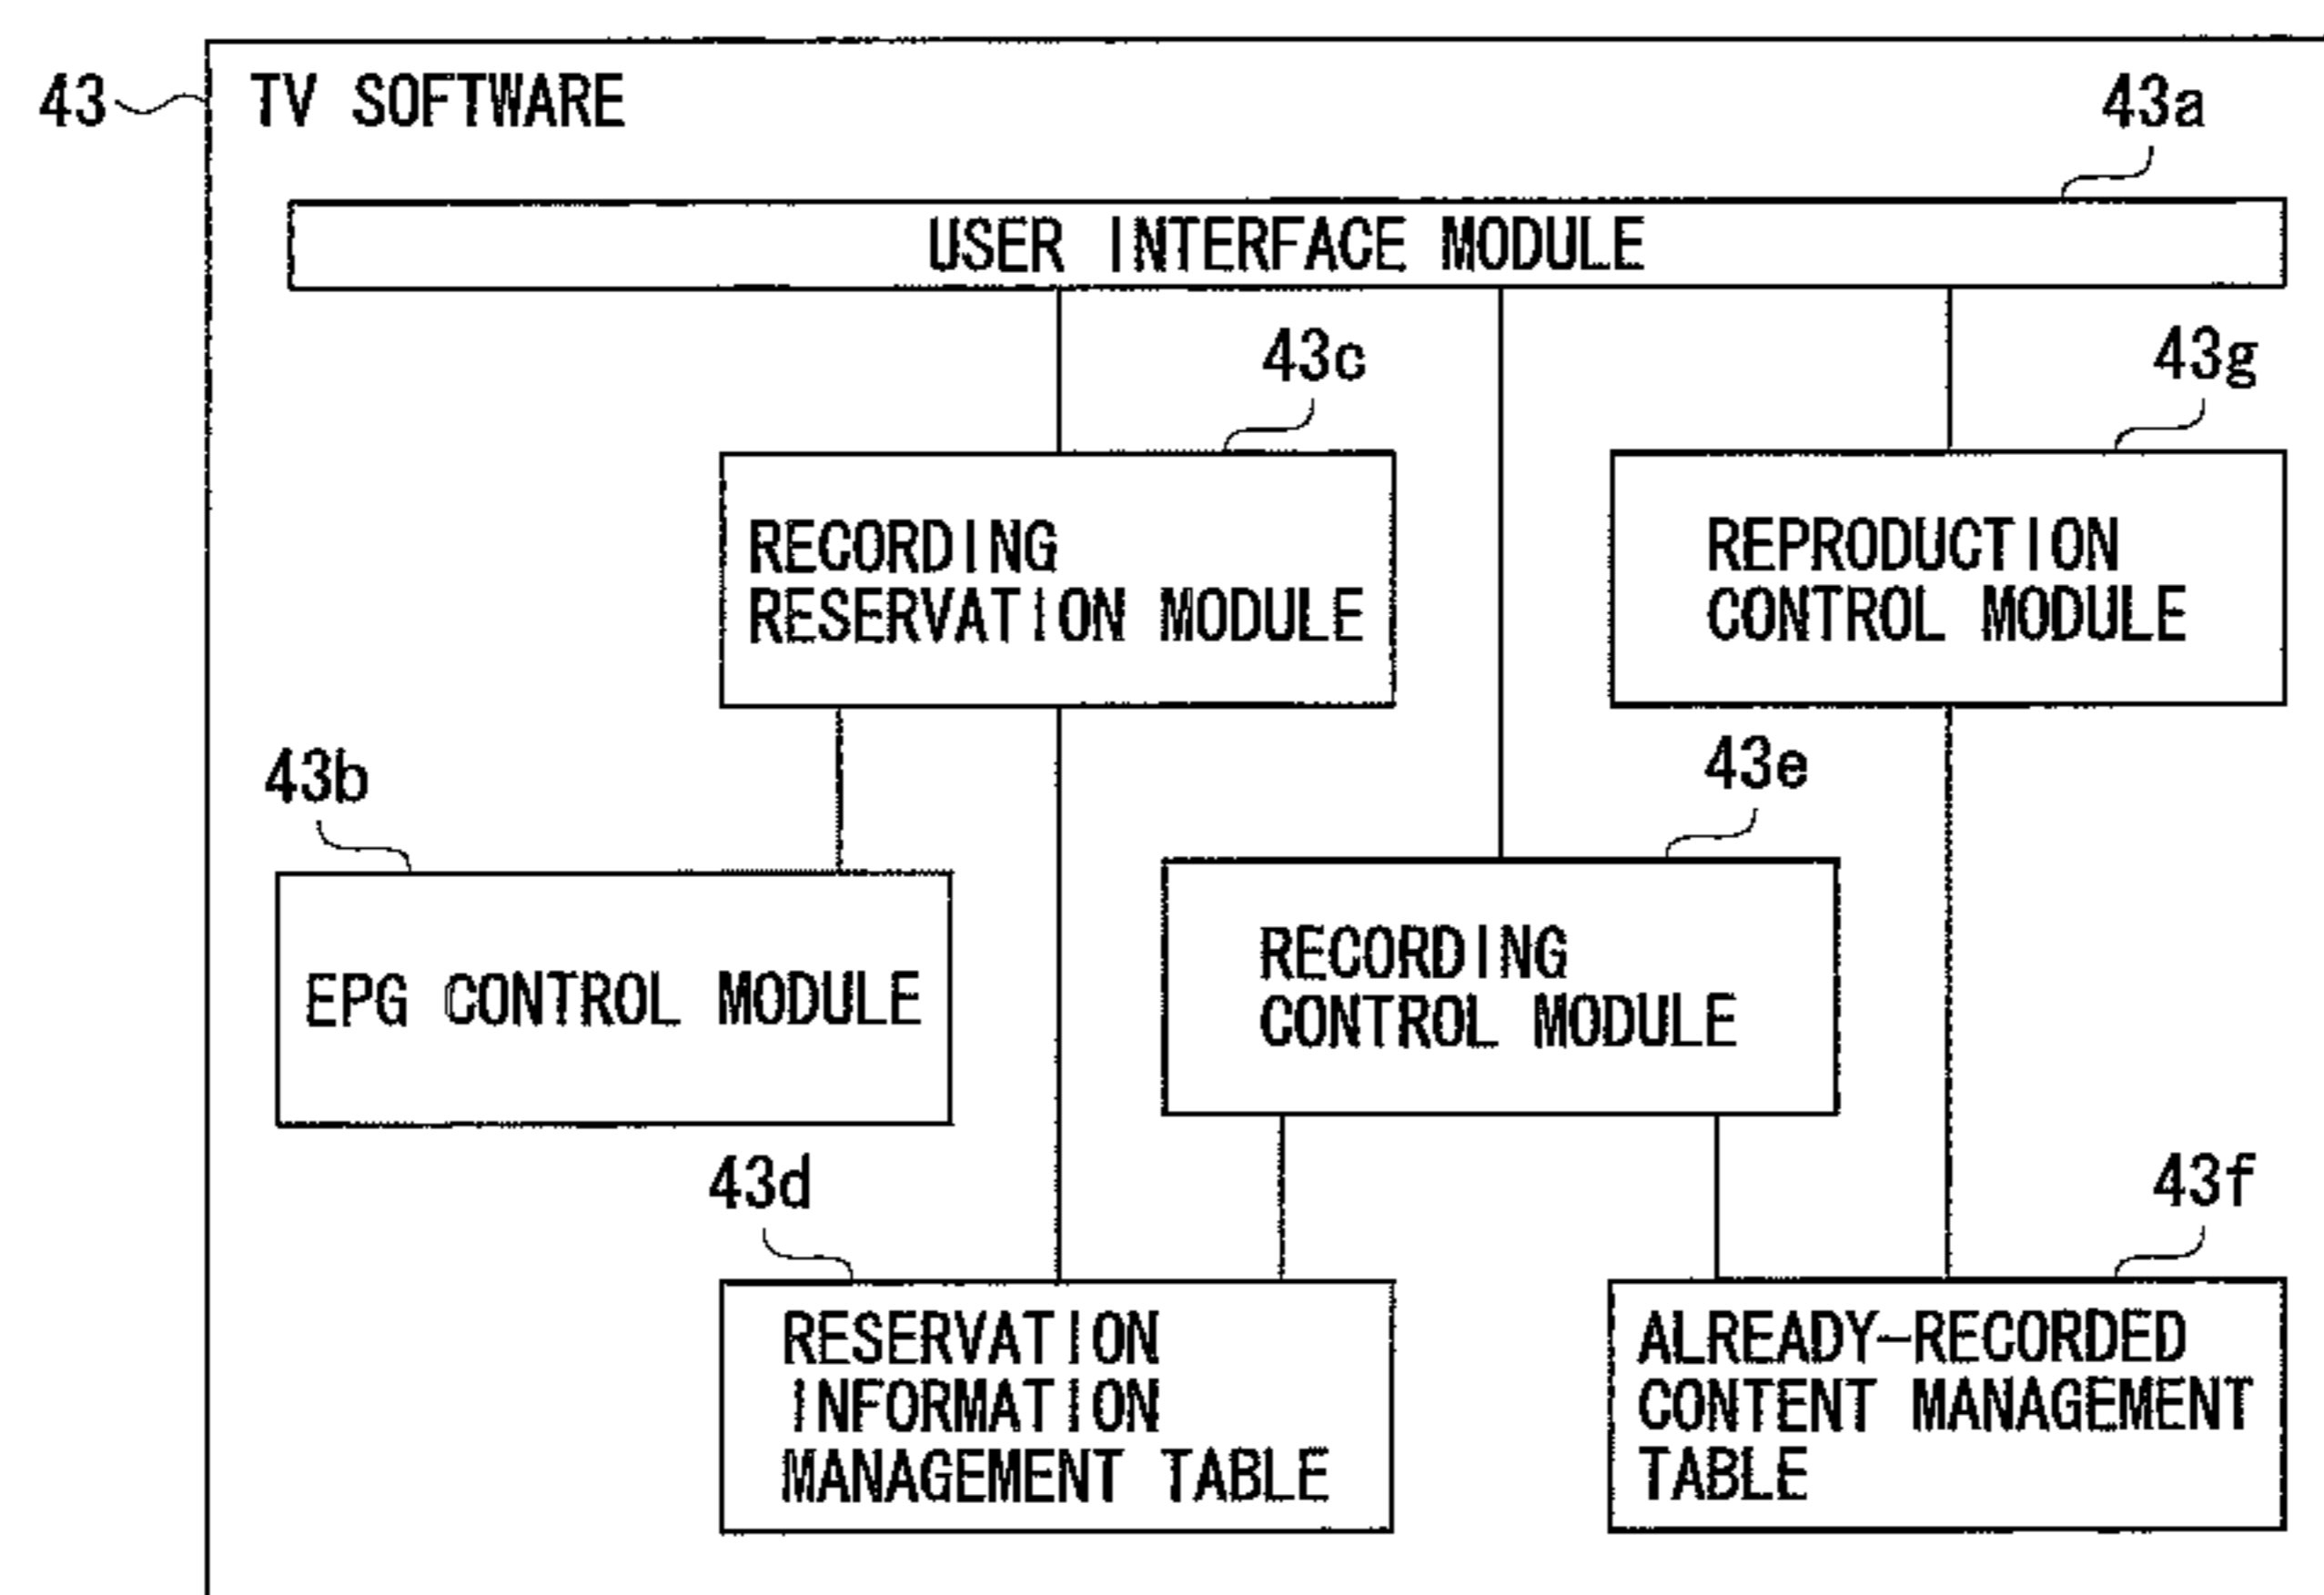 43
TV SOFTWARE
43a
USER INTERFACE MODULE
43c
43g
RECORDING
RESERVATION MODULE
REPRODUCTION
CONTROL MODULE
43b
43e
EPG CONTROL MODULE
RECORDING
CONTROL MODULE
43d
43f
RESERVATION
INFORMATION
MANAGEMENT TABLE
ALREADY-RECORDED
CONTENT MANAGEMENT
TABLE